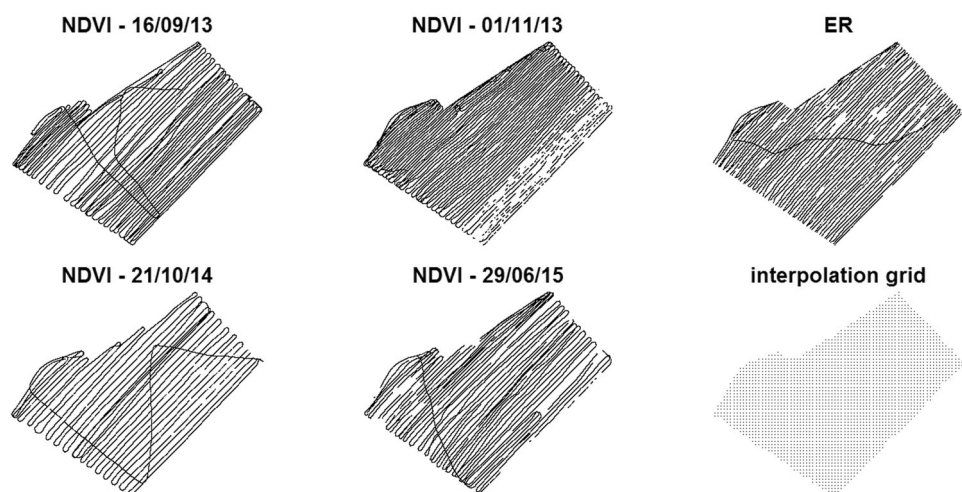 NDVI - 16/09/13
NDVI - 01/11/13
ER
NDVI - 21/10/14
NDVI - 29/06/15
interpolation grid